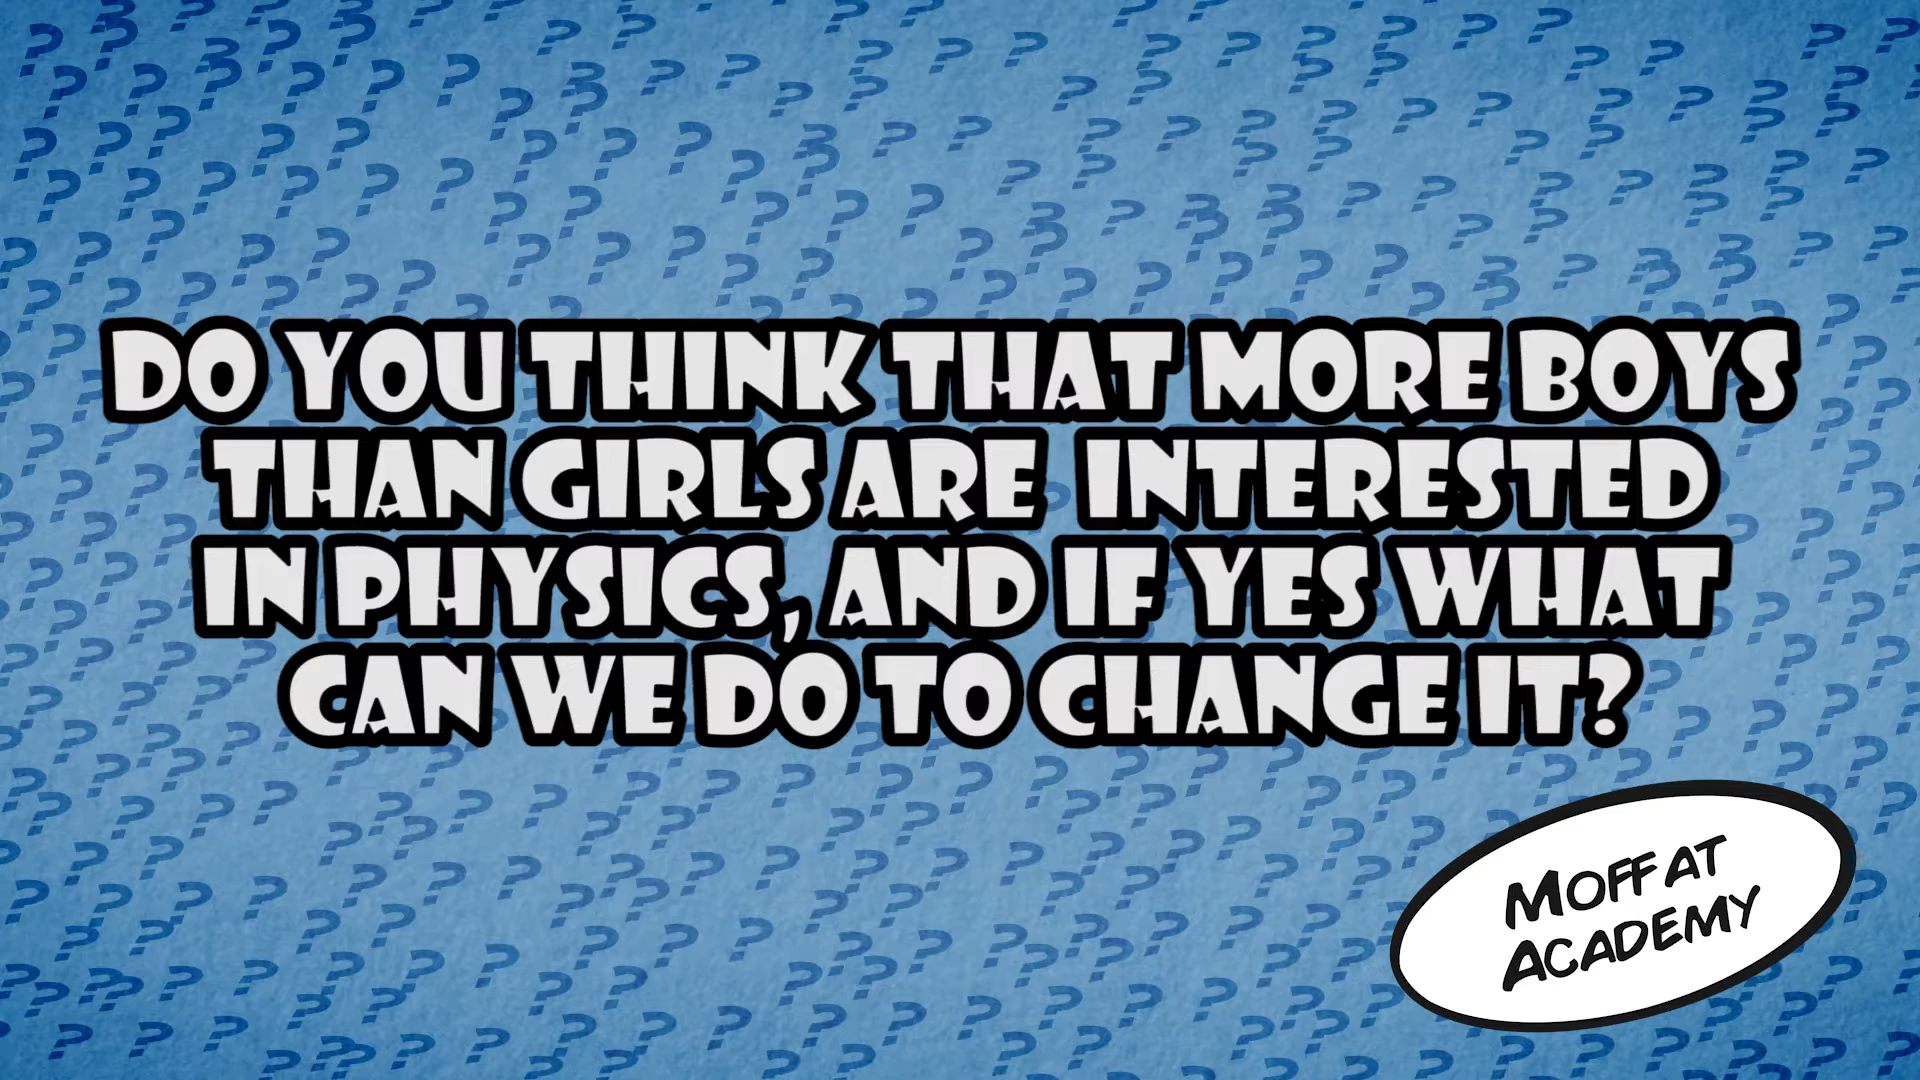 DO YOU THINK THAT MORE BOYS
THAN GIRLS ARE INTERESTED
IN PHYSICS, AND IF YES WHAT
CAN WE DO TO CHANGE IT?
MOFFAT
ACADEMY